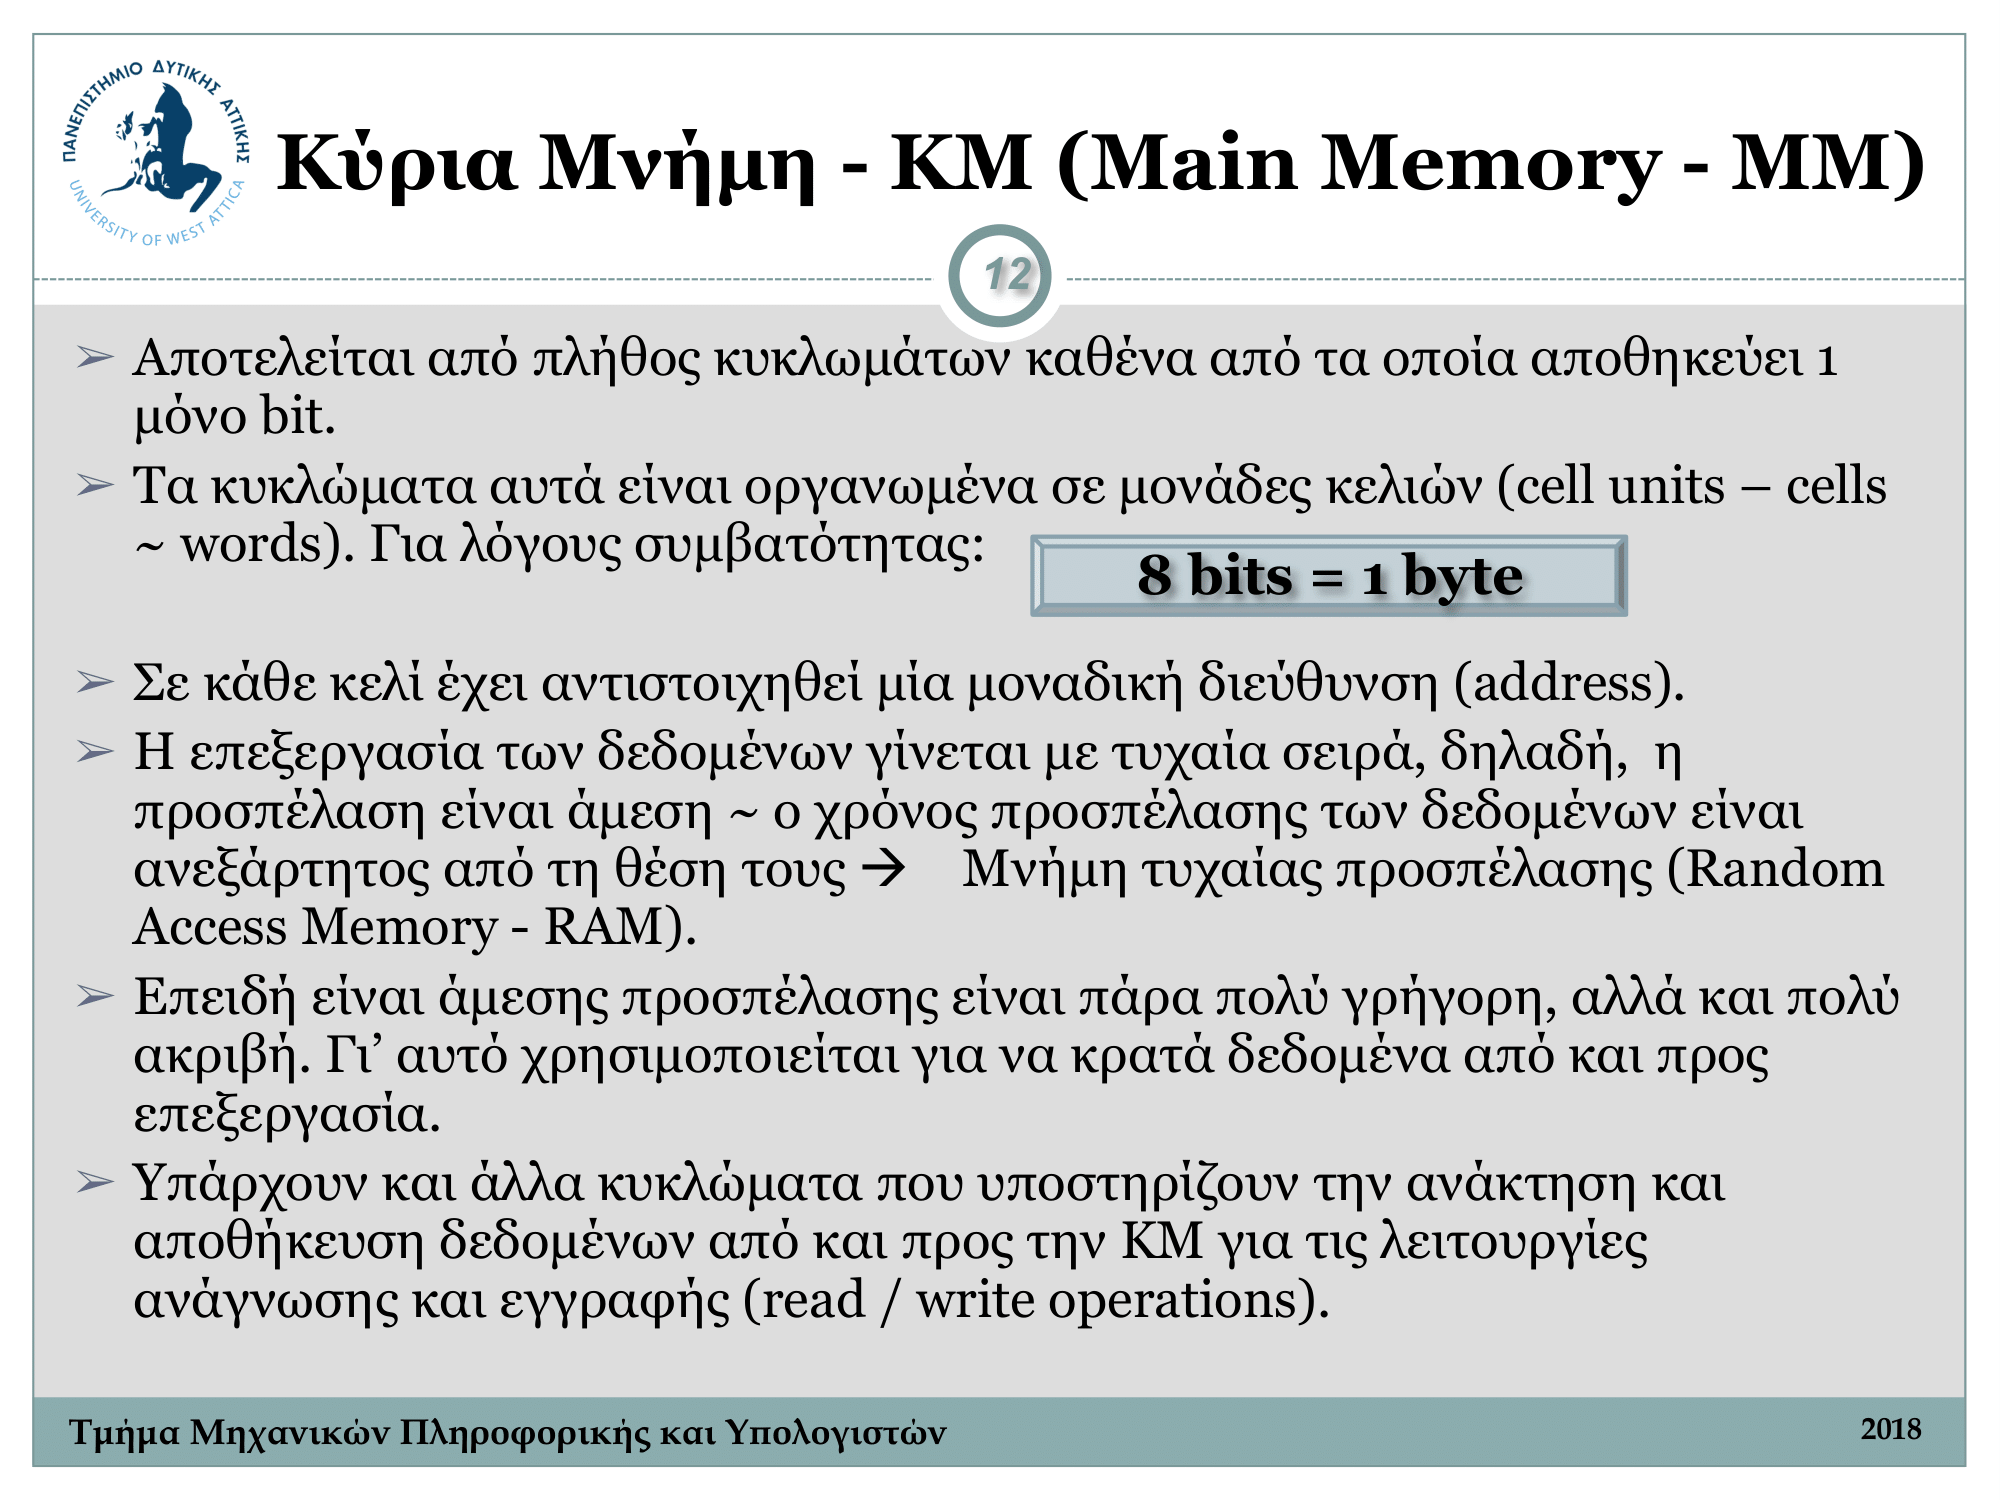 ΠΑΝΕΠΙΣΤΗΜΙΟ ΔΥΤΙΚΗΣ ΑΤΤΙΚΗΣ
UNIVERSITY OF WEST ATTICA
Κύρια Μνήμη - ΚΜ (Main Memory - MM)
12
➢ Αποτελείται από πλήθος κυκλωμάτων καθένα από τα οποία αποθηκεύει 1
μόνο bit.
➢ Τα κυκλώματα αυτά είναι οργανωμένα σε μονάδες κελιών (cell units – cells
~ words). Για λόγους συμβατότητας:
8 bits = 1 byte
➢ Σε κάθε κελί έχει αντιστοιχηθεί μία μοναδική διεύθυνση (address).
➢ Η επεξεργασία των δεδομένων γίνεται με τυχαία σειρά, δηλαδή,  η
προσπέλαση είναι άμεση ~ ο χρόνος προσπέλασης των δεδομένων είναι
ανεξάρτητος από τη θέση τους →   Μνήμη τυχαίας προσπέλασης (Random
Access Memory - RAM).
➢ Επειδή είναι άμεσης προσπέλασης είναι πάρα πολύ γρήγορη, αλλά και πολύ
ακριβή. Γι’ αυτό χρησιμοποιείται για να κρατά δεδομένα από και προς
επεξεργασία.
➢ Υπάρχουν και άλλα κυκλώματα που υποστηρίζουν την ανάκτηση και
αποθήκευση δεδομένων από και προς την ΚΜ για τις λειτουργίες
ανάγνωσης και εγγραφής (read / write operations).
Τμήμα Μηχανικών Πληροφορικής και Υπολογιστών
2018